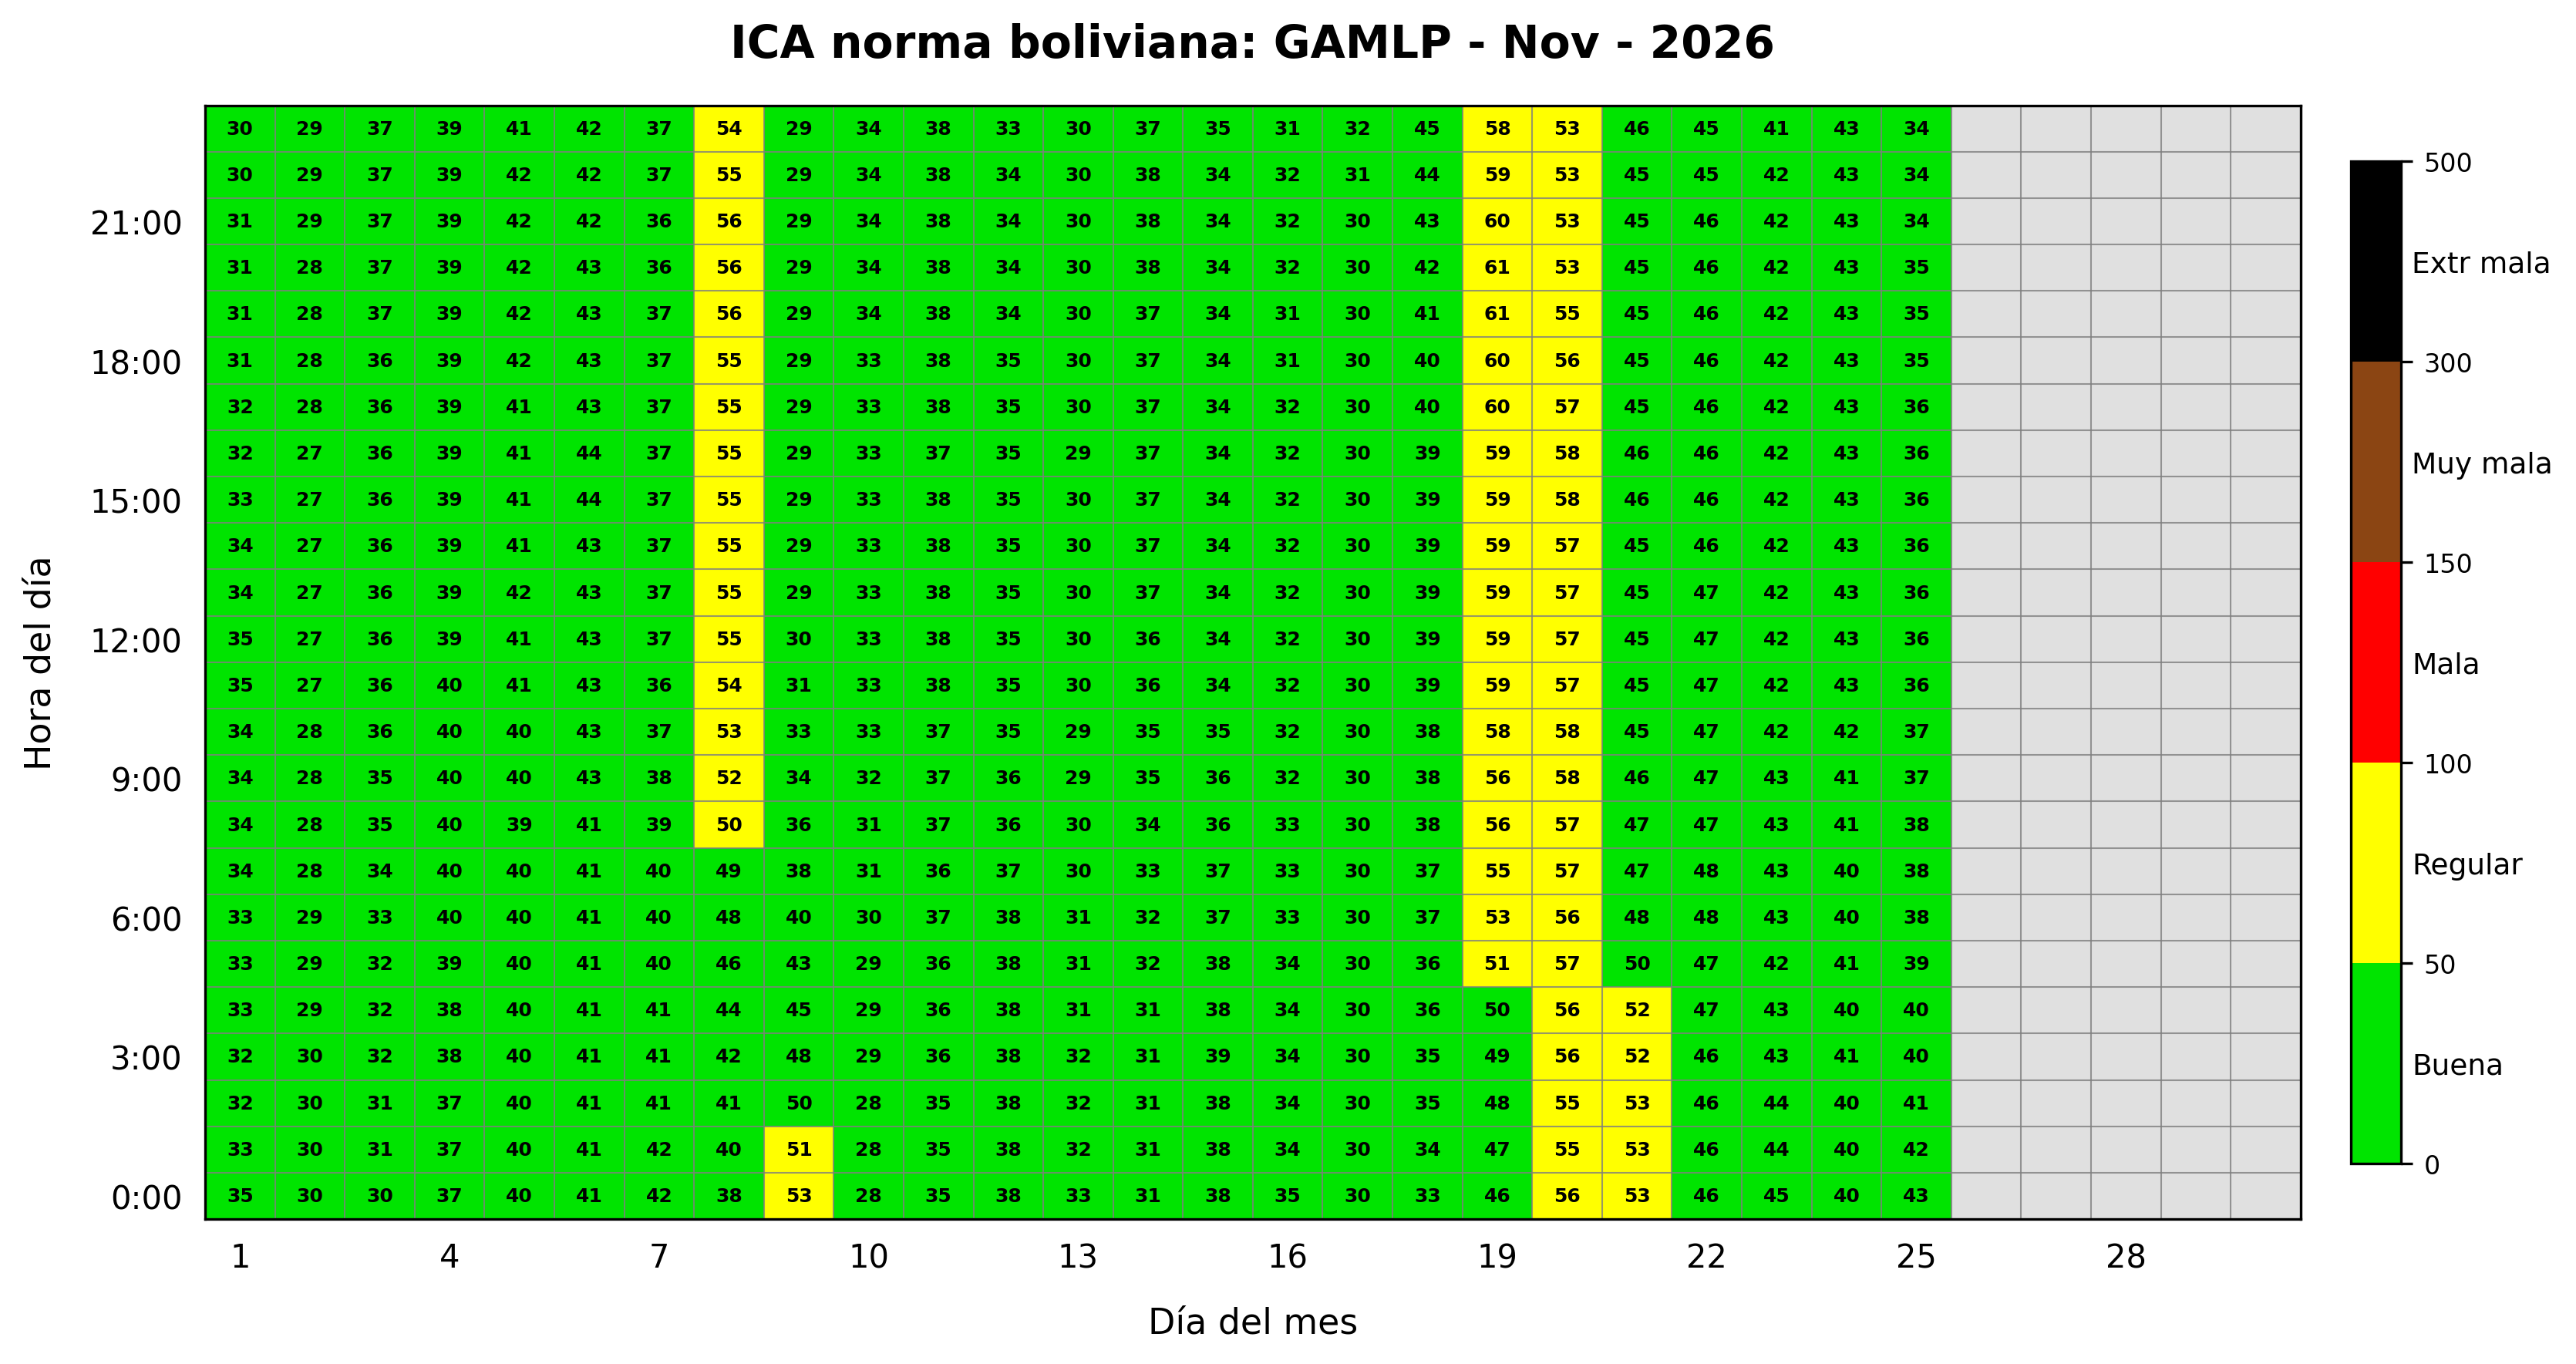 ICA norma boliviana: GAMLP - Nov - 2026
30 29 37 39 41 42 37 54 29 34 38 33 30 37 35 31 32 45 58 53 46 45 41 43 34
30 29 37 39 42 42 37 55 29 34 38 34 30 38 34 32 31 44 59 53 45 45 42 43 34
21:00 31 29 37 39 42 42 36 56 29 34 38 34 30 38 34 32 30 43 60 53 45 46 42 43 34
31 28 37 39 42 43 36 56 29 34 38 34 30 38 34 32 30 42 61 53 45 46 42 43 35
31 28 37 39 42 43 37 56 29 34 38 34 30 37 34 31 30 41 61 55 45 46 42 43 35
18:00 31 28 36 39 42 43 37 55 29 33 38 35 30 37 34 31 30 40 60 56 45 46 42 43 35
32 28 36 39 41 43 37 55 29 33 38 35 30 37 34 32 30 40 60 57 45 46 42 43 36
32 27 36 39 41 44 37 55 29 33 37 35 29 37 34 32 30 39 59 58 46 46 42 43 36
15:00 33 27 36 39 41 44 37 55 29 33 38 35 30 37 34 32 30 39 59 58 46 46 42 43 36
34 27 36 39 41 43 37 55 29 33 38 35 30 37 34 32 30 39 59 57 45 46 42 43 36
34 27 36 39 42 43 37 55 29 33 38 35 30 37 34 32 30 39 59 57 45 47 42 43 36
12:00 35 27 36 39 41 43 37 55 30 33 38 35 30 36 34 32 30 39 59 57 45 47 42 43 36
35 27 36 40 41 43 36 54 31 33 38 35 30 36 34 32 30 39 59 57 45 47 42 43 36
34 28 36 40 40 43 37 53 33 33 37 35 29 35 35 32 30 38 58 58 45 47 42 42 37
9:00 34 28 35 40 40 43 38 52 34 32 37 36 29 35 36 32 30 38 56 58 46 47 43 41 37
34 28 35 40 39 41 39 50 36 31 37 36 30 34 36 33 30 38 56 57 47 47 43 41 38
34 28 34 40 40 41 40 49 38 31 36 37 30 33 37 33 30 37 55 57 47 48 43 40 38
6:00 33 29 33 40 40 41 40 48 40 30 37 38 31 32 37 33 30 37 53 56 48 48 43 40 38
33 29 32 39 40 41 40 46 43 29 36 38 31 32 38 34 30 36 51 57 50 47 42 41 39
33 29 32 38 40 41 41 44 45 29 36 38 31 31 38 34 30 36 50 56 52 47 43 40 40
3:00 32 30 32 38 40 41 41 42 48 29 36 38 32 31 39 34 30 35 49 56 52 46 43 41 40
32 30 31 37 40 41 41 41 50 28 35 38 32 31 38 34 30 35 48 55 53 46 44 40 41
33 30 31 37 40 41 42 40 51 28 35 38 32 31 38 34 30 34 47 55 53 46 44 40 42
0:00 35 30 30 37 40 41 42 38 53 28 35 38 33 31 38 35 30 33 46 56 53 46 45 40 43
1 4 7 10 13 16 19 22 25 28
Día del mes
Hora del día
500
Extr mala
300
Muy mala
150
Mala
100
Regular
50
Buena
0